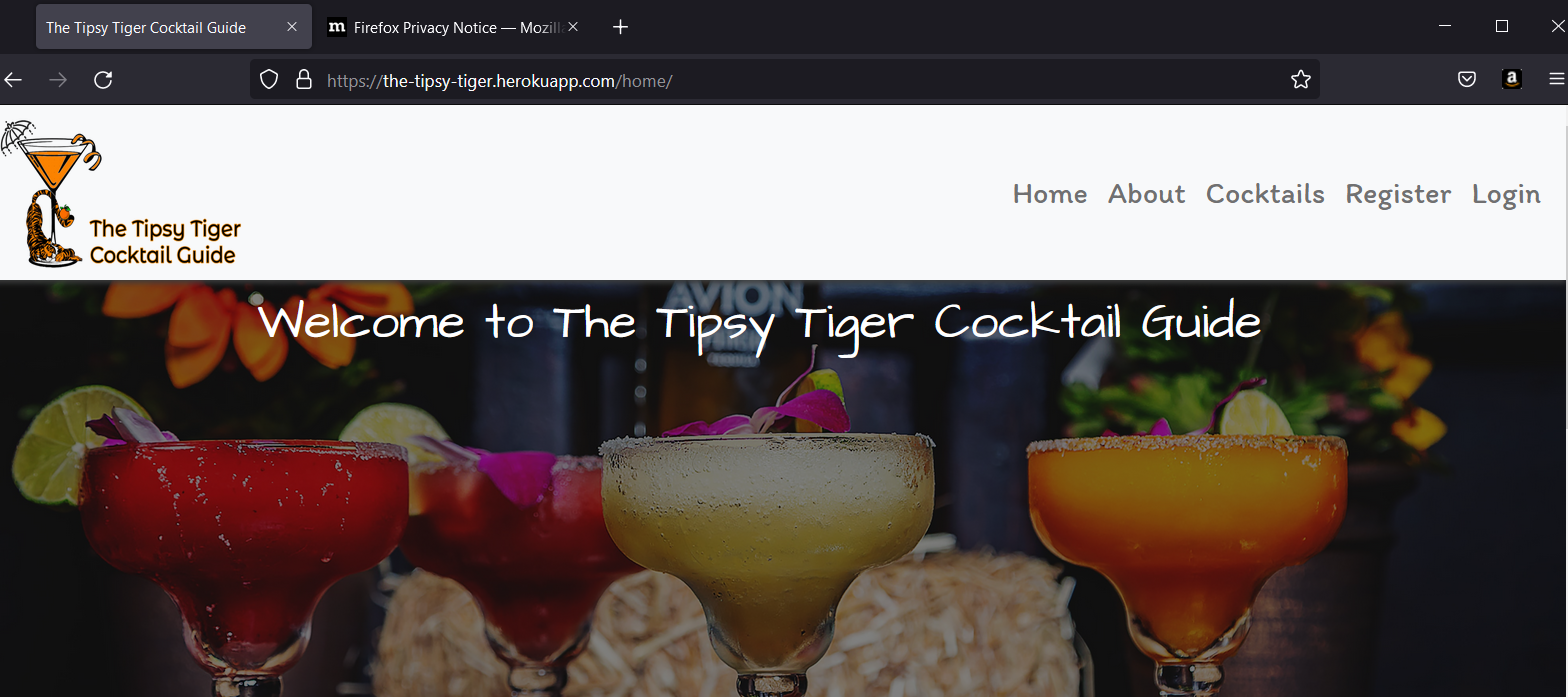 The Tipsy Tiger Cocktail Guide
m Firefox Privacy Notice — Mozill
https://the-tipsy-tiger.herokuapp.com/home/
a
The Tipsy Tiger
Cocktail Guide
Home About Cocktails Register Login
AVION
Welcome to The Tipsy Tiger Cocktail Guide